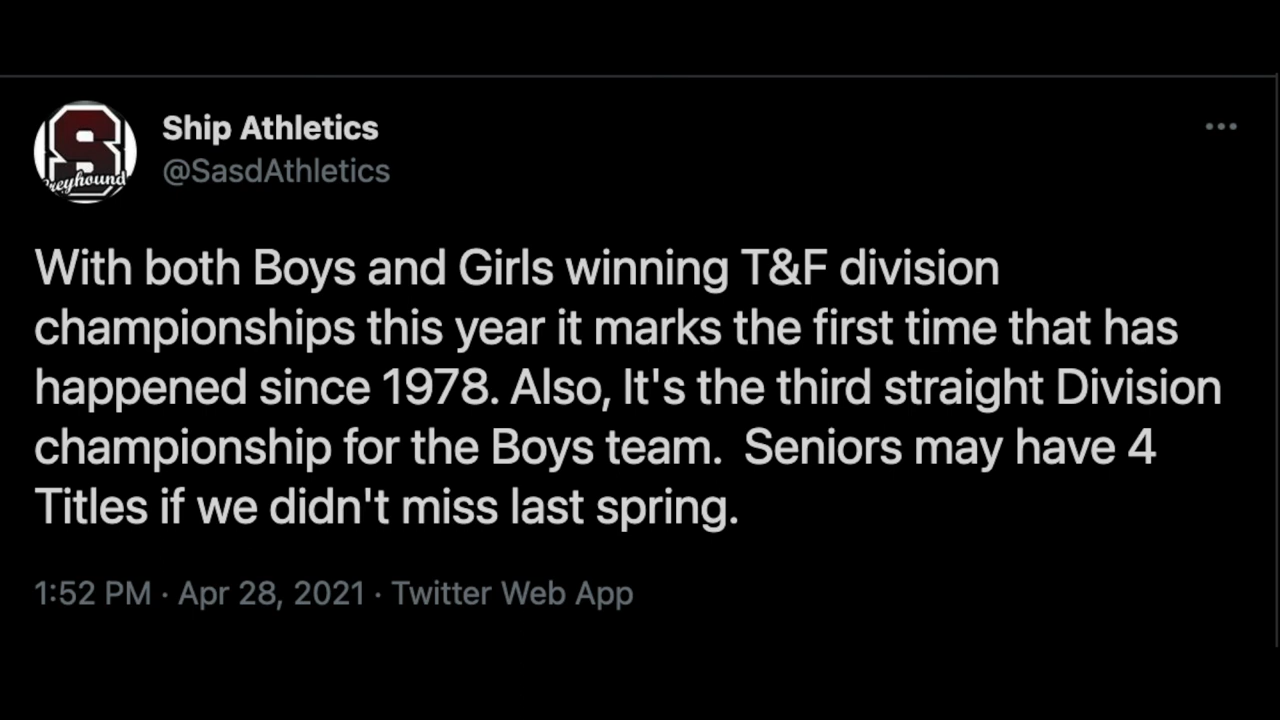 Ship Athletics
@SasdAthletics
With both Boys and Girls winning T&F division
championships this year it marks the first time that has
happened since 1978. Also, It's the third straight Division
championship for the Boys team.  Seniors may have 4
Titles if we didn't miss last spring.
1:52 PM · Apr 28, 2021 · Twitter Web App
S
Greyhound